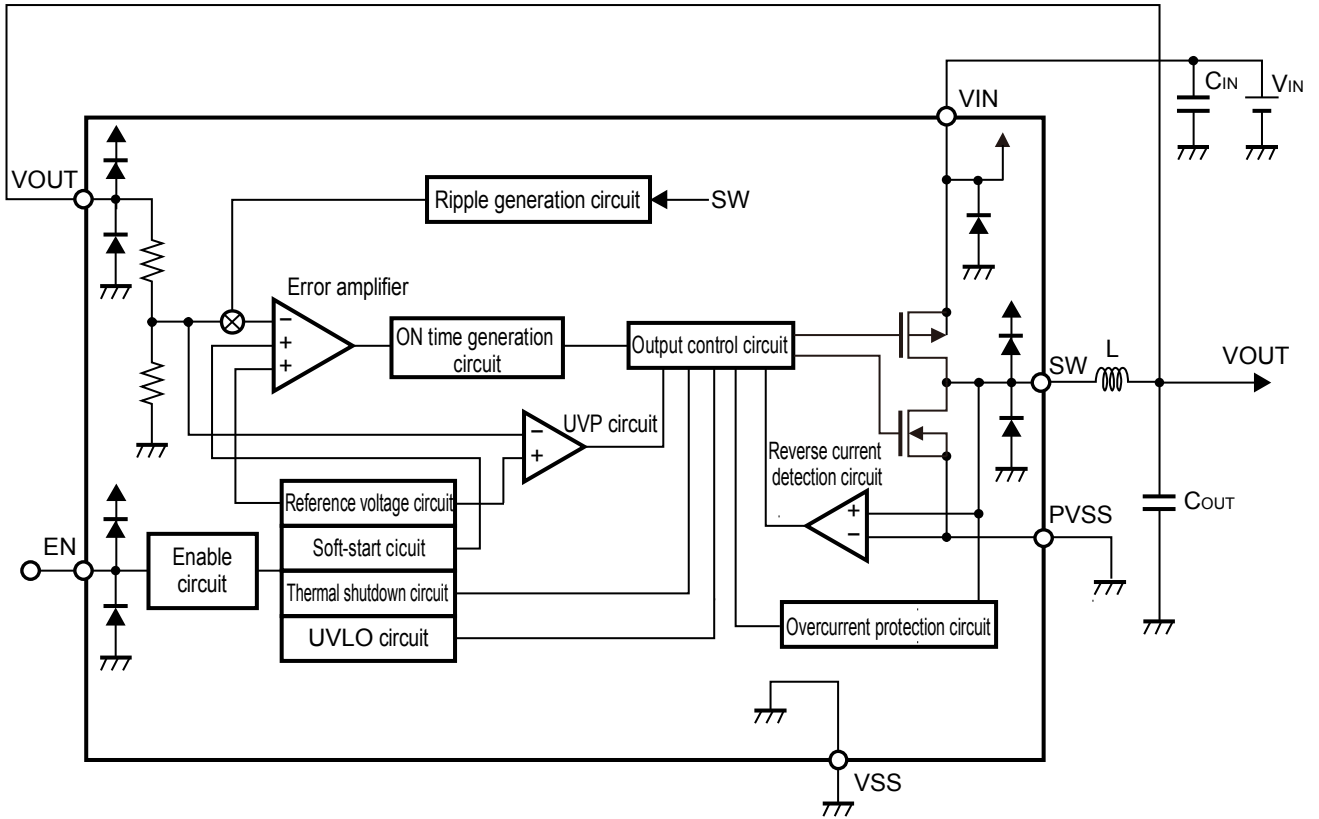 CIN
VIN
VIN
VOUT
Ripple generation circuit
SW
Error amplifier
−
+
+
ON time generation
circuit
Output control circuit
SW
L
VOUT
UVP circuit
−
+
Reverse current
detection circuit
+
−
Reference voltage circuit
Soft-start cicuit
Thermal shutdown circuit
UVLO circuit
EN
Enable
circuit
PVSS
COUT
Overcurrent protection circuit
VSS